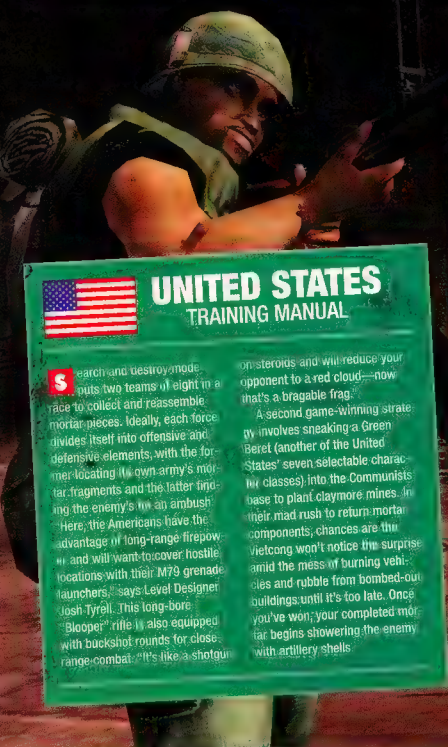 UNITED STATES
TRAINING MANUAL
Search and destroy mode
puts two teams of eight in a
race to collect and reassemble
mortar pieces. Ideally, each force
divides itself into offensive and
defensive elements, with the for-
mer locating its own army's mor-
tar fragments and the latter find-
ing the enemy's for an ambush.
"Here, the Americans have the
advantage of long-range firepow-
er and will want to cover hostile
locations with their M79 grenade
launchers," says Level Designer
Josh Tyrell. This long-bore
"Blooper" rifle is also equipped
with buckshot rounds for close
range combat. "It's like a shotgun
on steroids and will reduce your
opponent to a red cloud—now
that's a bragable frag."
A second game-winning strate
gy involves sneaking a Green
Beret (another of the United
States' seven selectable charac-
ter classes) into the Communists'
base to plant claymore mines. In
their mad rush to return mortar
components, chances are the
Vietcong won't notice the surprise
amid the mess of burning vehi-
cles and rubble from bombed-out
buildings until it's too late. Once
you've won, your completed mor-
tar begins showering the enemy
with artillery shells